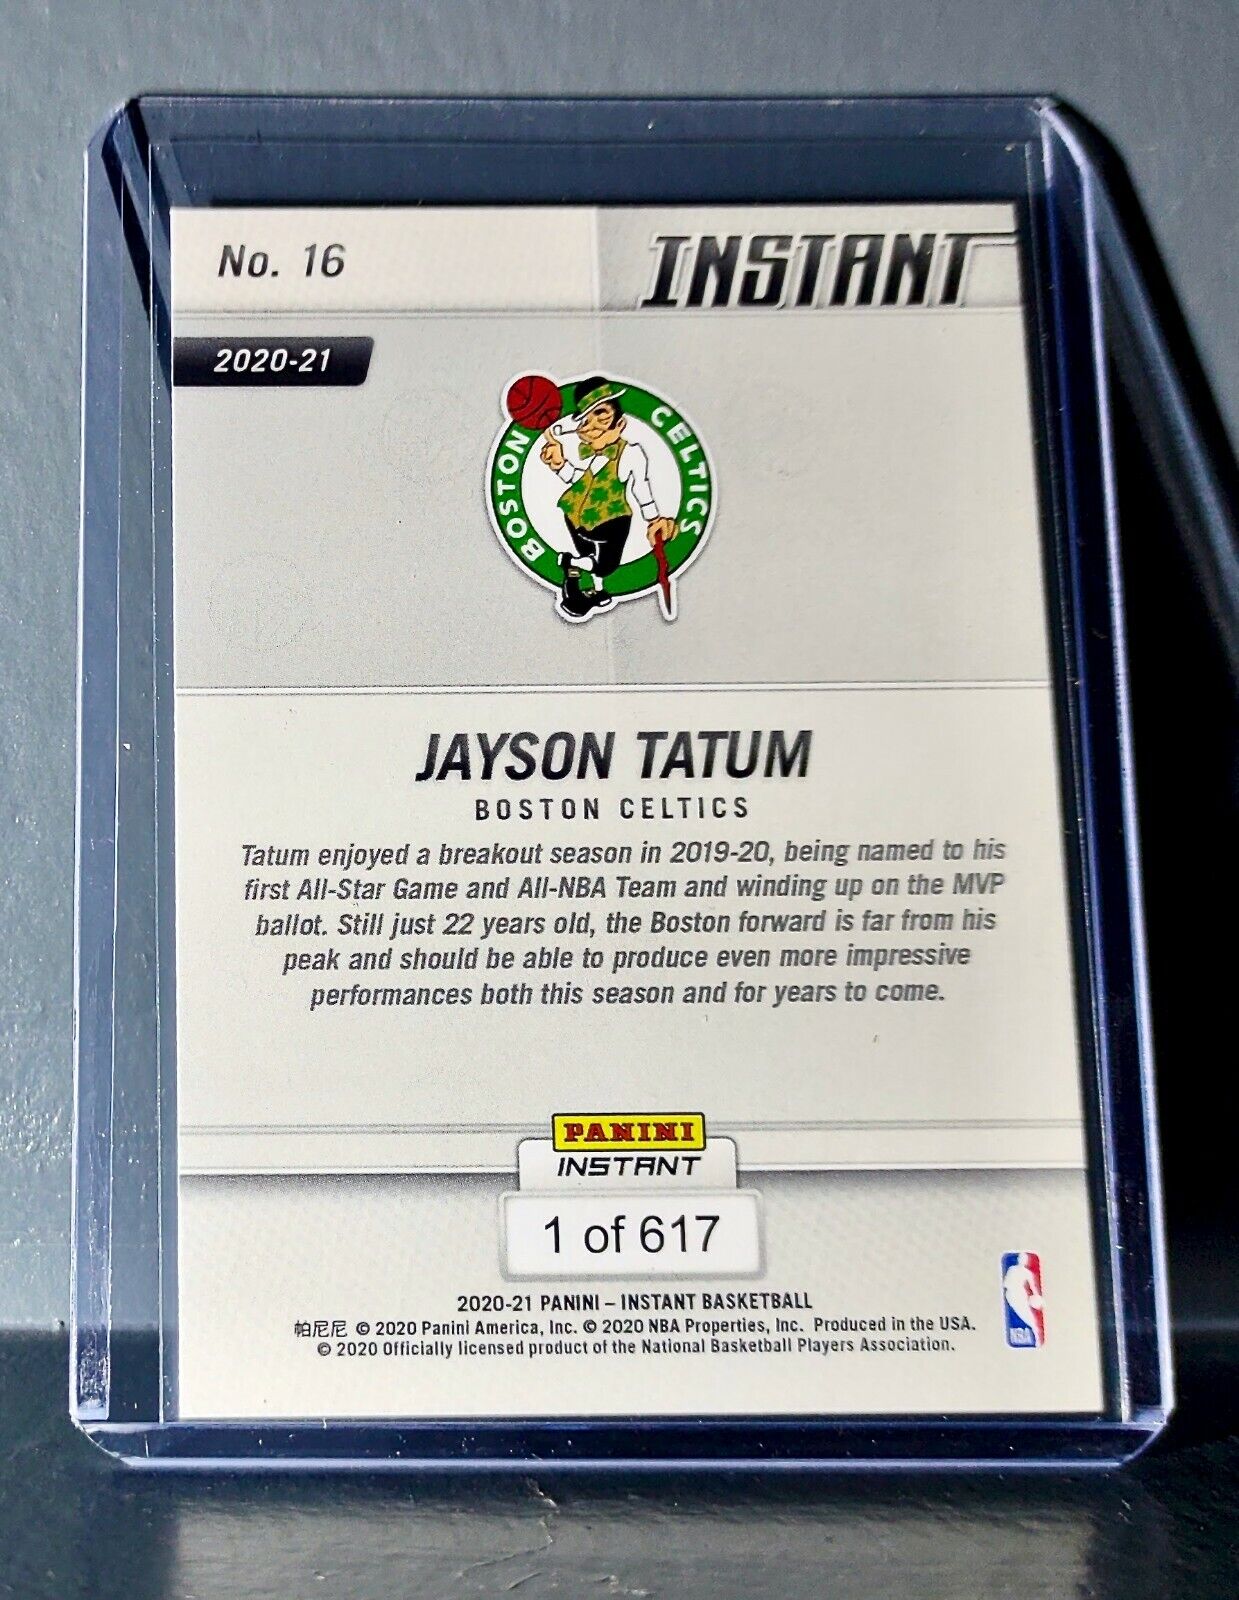 No. 16
INSTANT
2020-21
BOSTON CELTICS
JAYSON TATUM
BOSTON CELTICS
Tatum enjoyed a breakout season in 2019-20, being named to his
first All-Star Game and All-NBA Team and winding up on the MVP
ballot. Still just 22 years old, the Boston forward is far from his
peak and should be able to produce even more impressive
performances both this season and for years to come.
PANINI
INSTANT
1 of 617
2020-21 PANINI – INSTANT BASKETBALL
帕尼尼 © 2020 Panini America, Inc. © 2020 NBA Properties, Inc. Produced in the USA.
© 2020 Officially licensed product of the National Basketball Players Association.
NBA